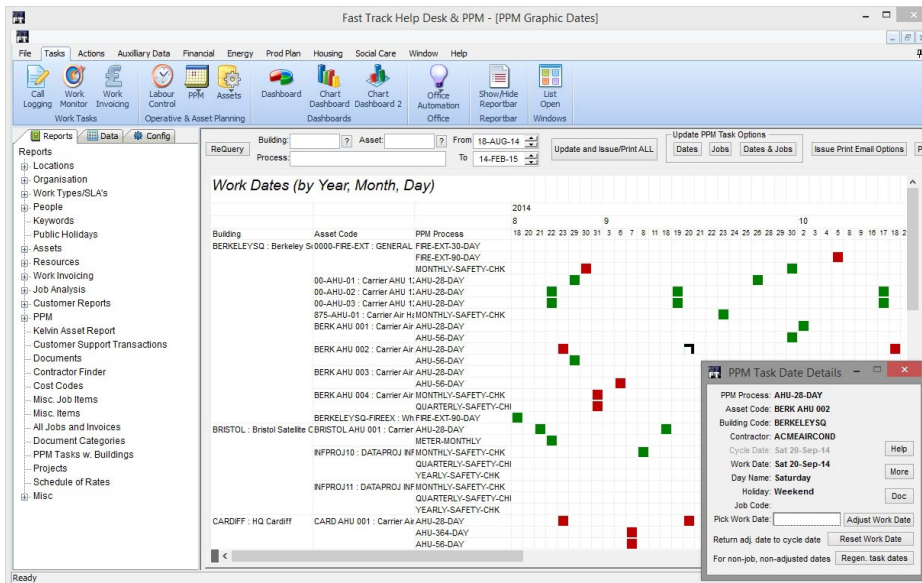 Fast Track Help Desk & PPM - [PPM Graphic Dates]
File Tasks Actions Auxilliary Data Financial Energy Prod Plan Housing Social Care Window Help
Call Logging Work Monitor Work Invoicing Labour Control PPM Assets Dashboard Chart Dashboard Chart Dashboard 2 Office Automation Show/Hide Reportbar List Open
Work Tasks Operative & Asset Planning Dashboards Office Reportbar Windows
Reports Data Config
Reports
Locations
Organisation
Work Types/SLA's
People
Keywords
Public Holidays
Assets
Resources
Work Invoicing
Job Analysis
Customer Reports
PPM
Kelvin Asset Report
Customer Support Transactions
Documents
Contractor Finder
Cost Codes
Misc. Job Items
Misc. Items
All Jobs and Invoices
Document Categories
PPM Tasks w. Buildings
Projects
Schedule of Rates
Misc
ReQuery Building: ? Asset: ? From 18-AUG-14 Update and Issue/Print ALL
Process: To 14-FEB-15
Update PPM Task Options
Dates Jobs Dates & Jobs Issue Print Email Options
Work Dates (by Year, Month, Day)
2014
8 9 10
Building Asset Code PPM Process 18 20 21 22 23 29 30 31 3 6 7 8 11 18 19 20 21 23 24 25 26 28 29 30 2 3 4 5 8 9 16 17 18 2
BERKELEYSQ : Berkeley S 0000-FIRE-EXT : GENERAL FIRE-EXT-30-DAY
FIRE-EXT-90-DAY
MONTHLY-SAFETY-CHK
00-AHU-01 : Carrier AHU 1 AHU-28-DAY
00-AHU-02 : Carrier AHU 1 AHU-28-DAY
00-AHU-03 : Carrier AHU 1 AHU-28-DAY
875-AHU-01 : Carrier Air H MONTHLY-SAFETY-CHK
BERK AHU 001 : Carrier Air AHU-28-DAY
AHU-56-DAY
BERK AHU 002 : Carrier Air AHU-28-DAY
AHU-56-DAY
BERK AHU 003 : Carrier Air AHU-28-DAY
AHU-56-DAY
BERK AHU 004 : Carrier Air MONTHLY-SAFETY-CHK
QUARTERLY-SAFETY-CH
BERKELEYSQ-FIREEX : Wh FIRE-EXT-90-DAY
BRISTOL : Bristol Satellite C BRISTOL AHU 001 : Carrier AHU-28-DAY
METER-MONTHLY
INFPROJ10 : DATAPROJ INF MONTHLY-SAFETY-CHK
QUARTERLY-SAFETY-CH
YEARLY-SAFETY-CHK
INFPROJ11 : DATAPROJ INF MONTHLY-SAFETY-CHK
QUARTERLY-SAFETY-CH
YEARLY-SAFETY-CHK
CARDIFF : HQ Cardiff CARD AHU 001 : Carrier Air AHU-28-DAY
AHU-364-DAY
AHU-56-DAY
PPM Task Date Details
PPM Process: AHU-28-DAY
Asset Code: BERK AHU 002
Building Code: BERKELEYSQ
Contractor: ACMEAIRCOND
Cycle Date: Sat 20-Sep-14 Help
Work Date: Sat 20-Sep-14
Day Name: Saturday More
Holiday: Weekend
Job Code: Doc
Pick Work Date: Adjust Work Date
Return adj. date to cycle date Reset Work Date
For non-job, non-adjusted dates Regen. task dates
Ready